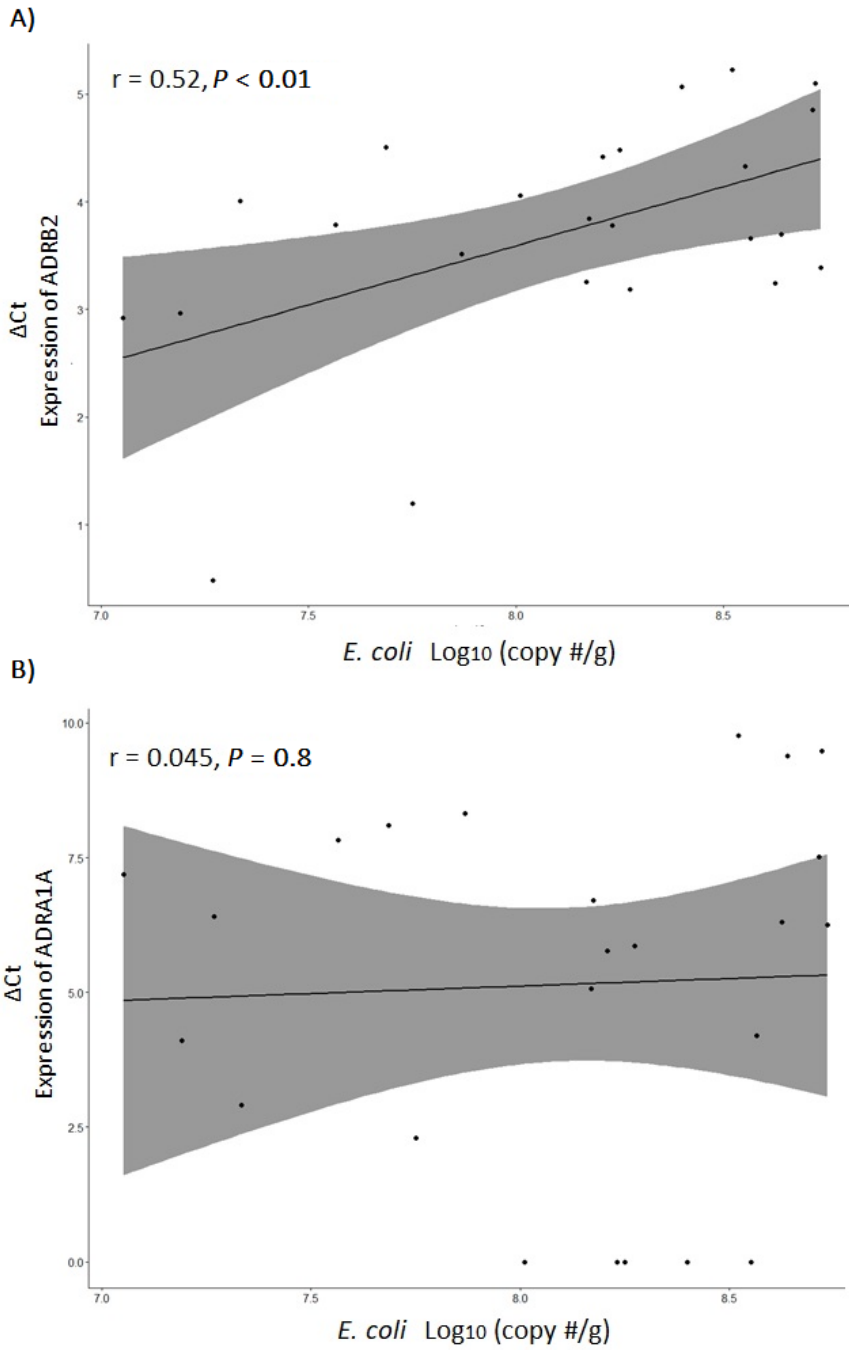 A)
r = 0.52, P < 0.01
5
4
3
2
1
ΔCt
Expression of ADRB2
7.0 7.5 8.0 8.5
E. coli Log10 (copy #/g)
B)
r = 0.045, P = 0.8
10.0
7.5
5.0
2.5
0.0
ΔCt
Expression of ADRA1A
7.0 7.5 8.0 8.5
E. coli Log10 (copy #/g)